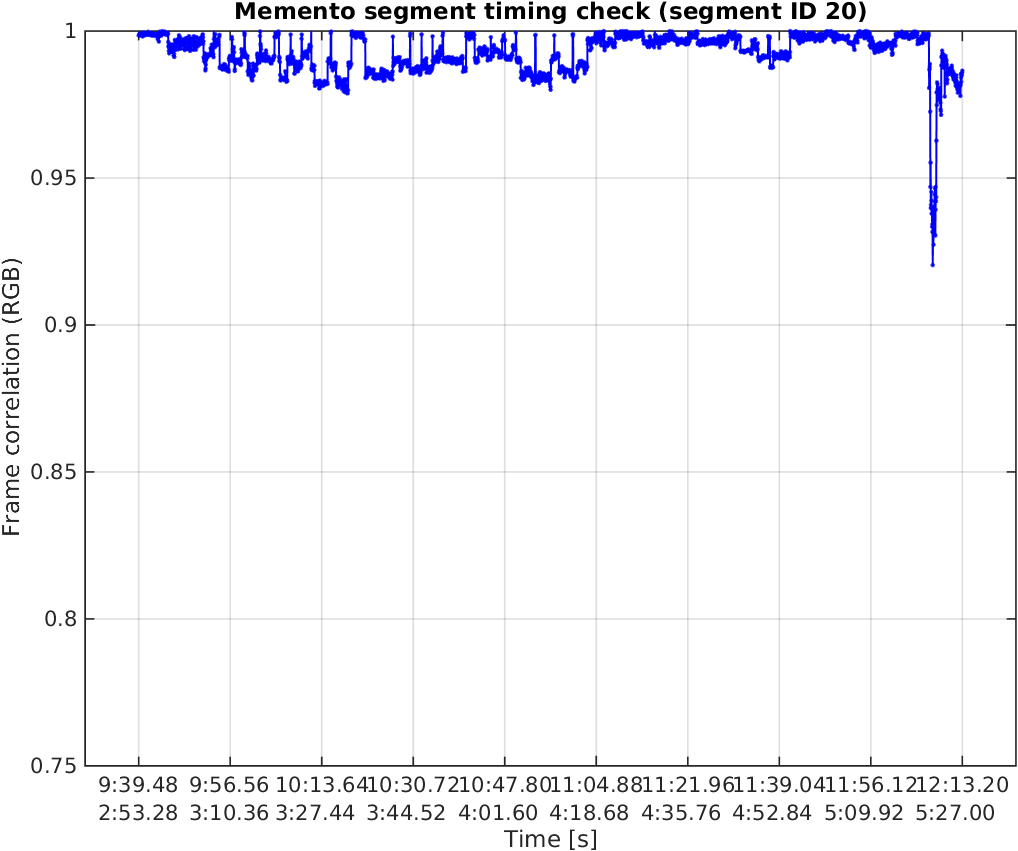 Memento segment timing check (segment ID 20)
1
0.95
0.9
0.85
0.8
0.75
Frame correlation (RGB)
9:39.48 9:56.56 10:13.64 10:30.72 10:47.80 11:04.88 11:21.96 11:39.04 11:56.12 12:13.20
2:53.28 3:10.36 3:27.44 3:44.52 4:01.60 4:18.68 4:35.76 4:52.84 5:09.92 5:27.00
Time [s]